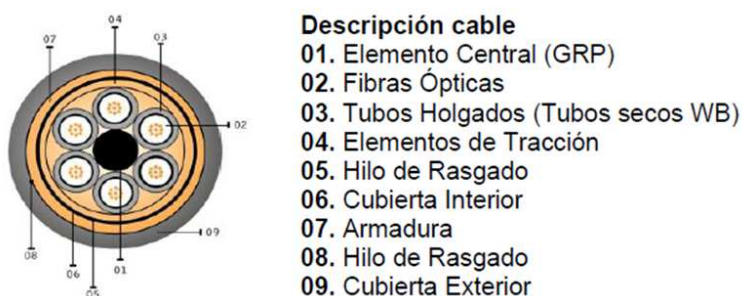 04
07
03
02
09
08
06
01
05
Descripción cable
01. Elemento Central (GRP)
02. Fibras Ópticas
03. Tubos Holgados (Tubos secos WB)
04. Elementos de Tracción
05. Hilo de Rasgado
06. Cubierta Interior
07. Armadura
08. Hilo de Rasgado
09. Cubierta Exterior